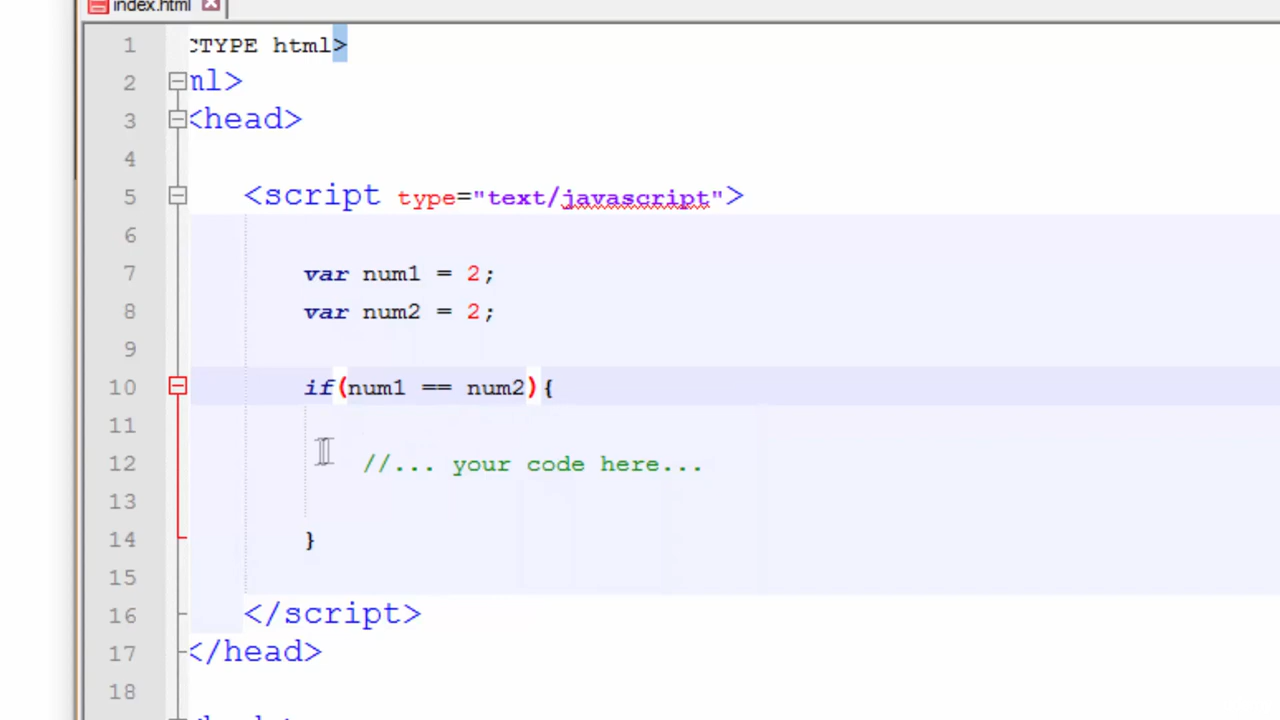 index.html
1 CTYPE html>
2 ml>
3 <head>
4
5 <script type="text/javascript">
6
7 var num1 = 2;
8 var num2 = 2;
9
10 if(num1 == num2){
11
12 //... your code here...
13
14 }
15
16 </script>
17 </head>
18